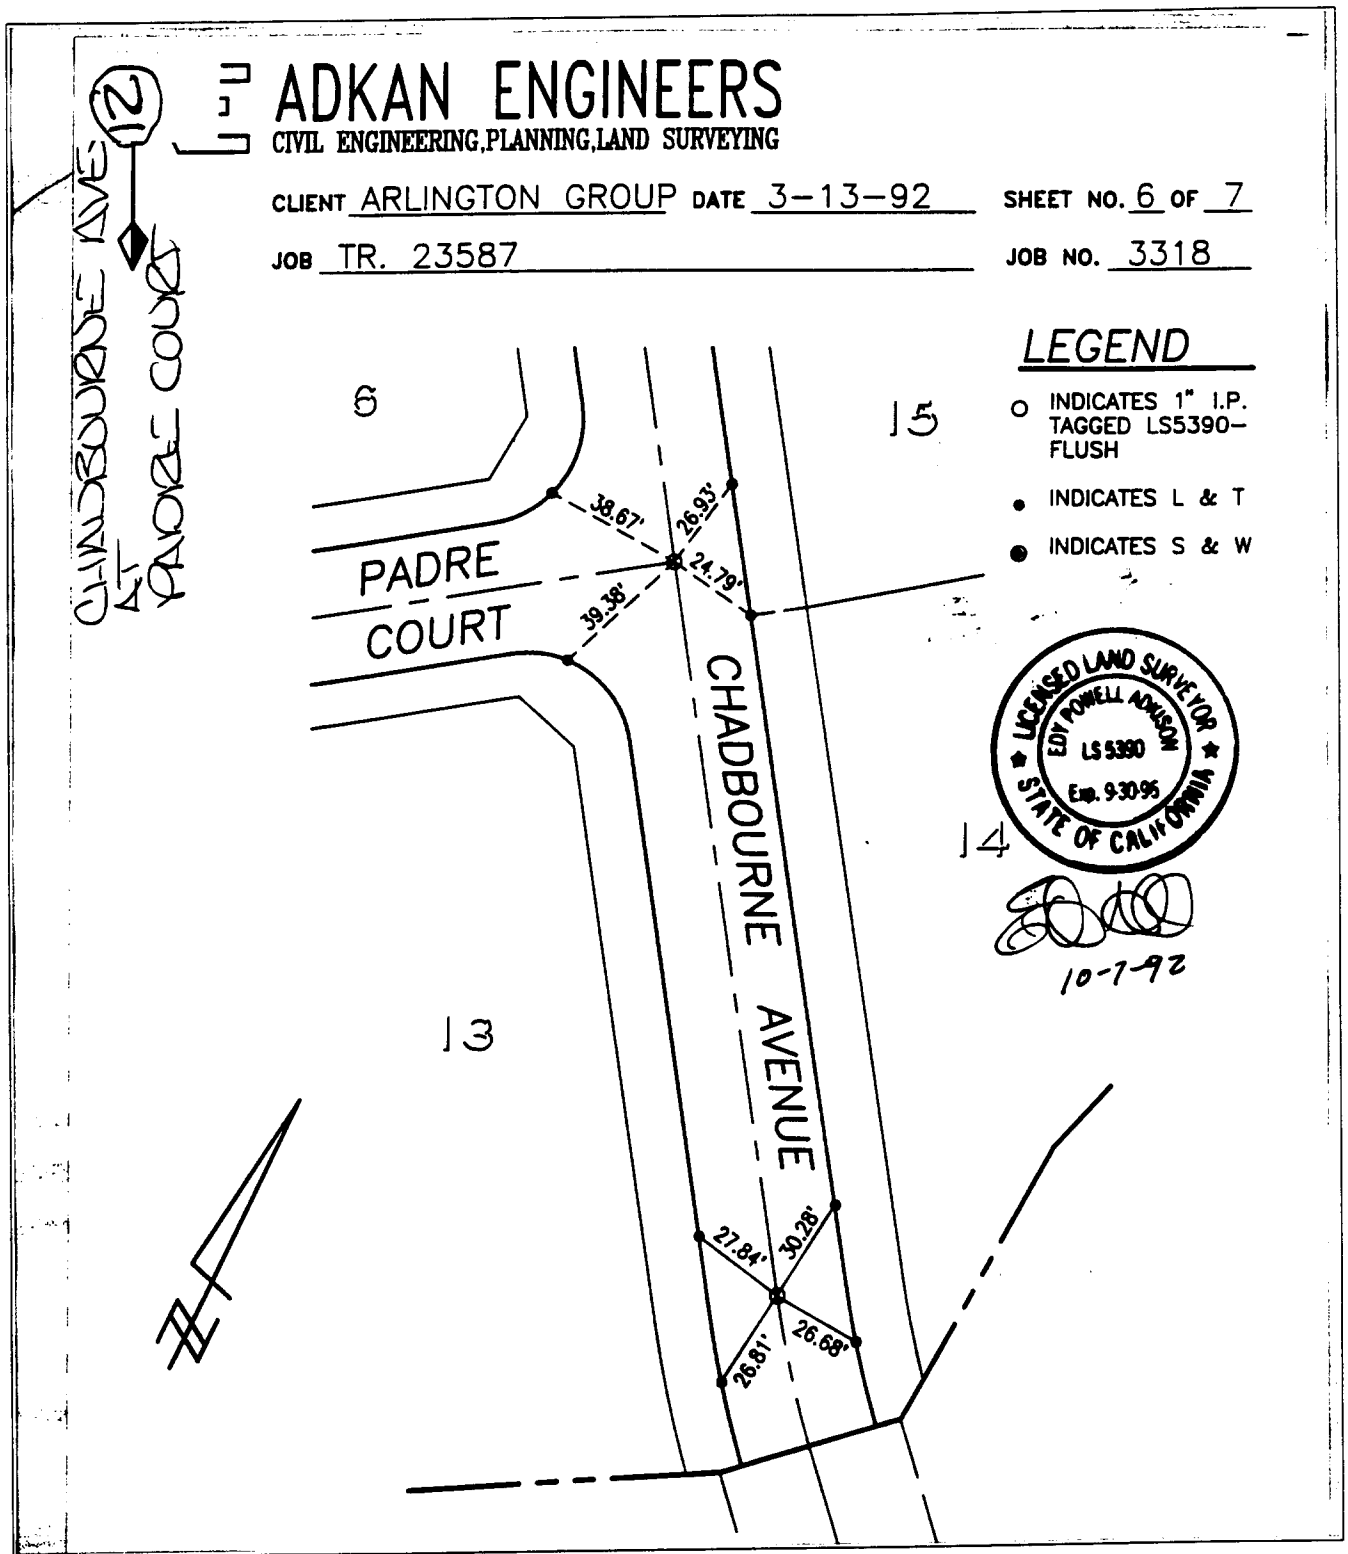 12
CHADBOURNE AVE.
AT
PADRE COURT
ADKAN ENGINEERS
CIVIL ENGINEERING,PLANNING,LAND SURVEYING
CLIENT ARLINGTON GROUP DATE 3-13-92 SHEET NO. 6 OF 7
JOB TR. 23587 JOB NO. 3318
LEGEND
INDICATES 1" I.P.
TAGGED LS5390-
FLUSH
INDICATES L & T
INDICATES S & W
6
15
38.67'
26.93'
24.79'
39.38'
PADRE
COURT
CHADBOURNE AVENUE
LICENSED LAND SURVEYOR
EDY POWELL ADKISON
LS 5390
Exp. 9-30-95
STATE OF CALIFORNIA
14
10-7-92
13
27.84'
30.28'
26.81'
26.68'
N